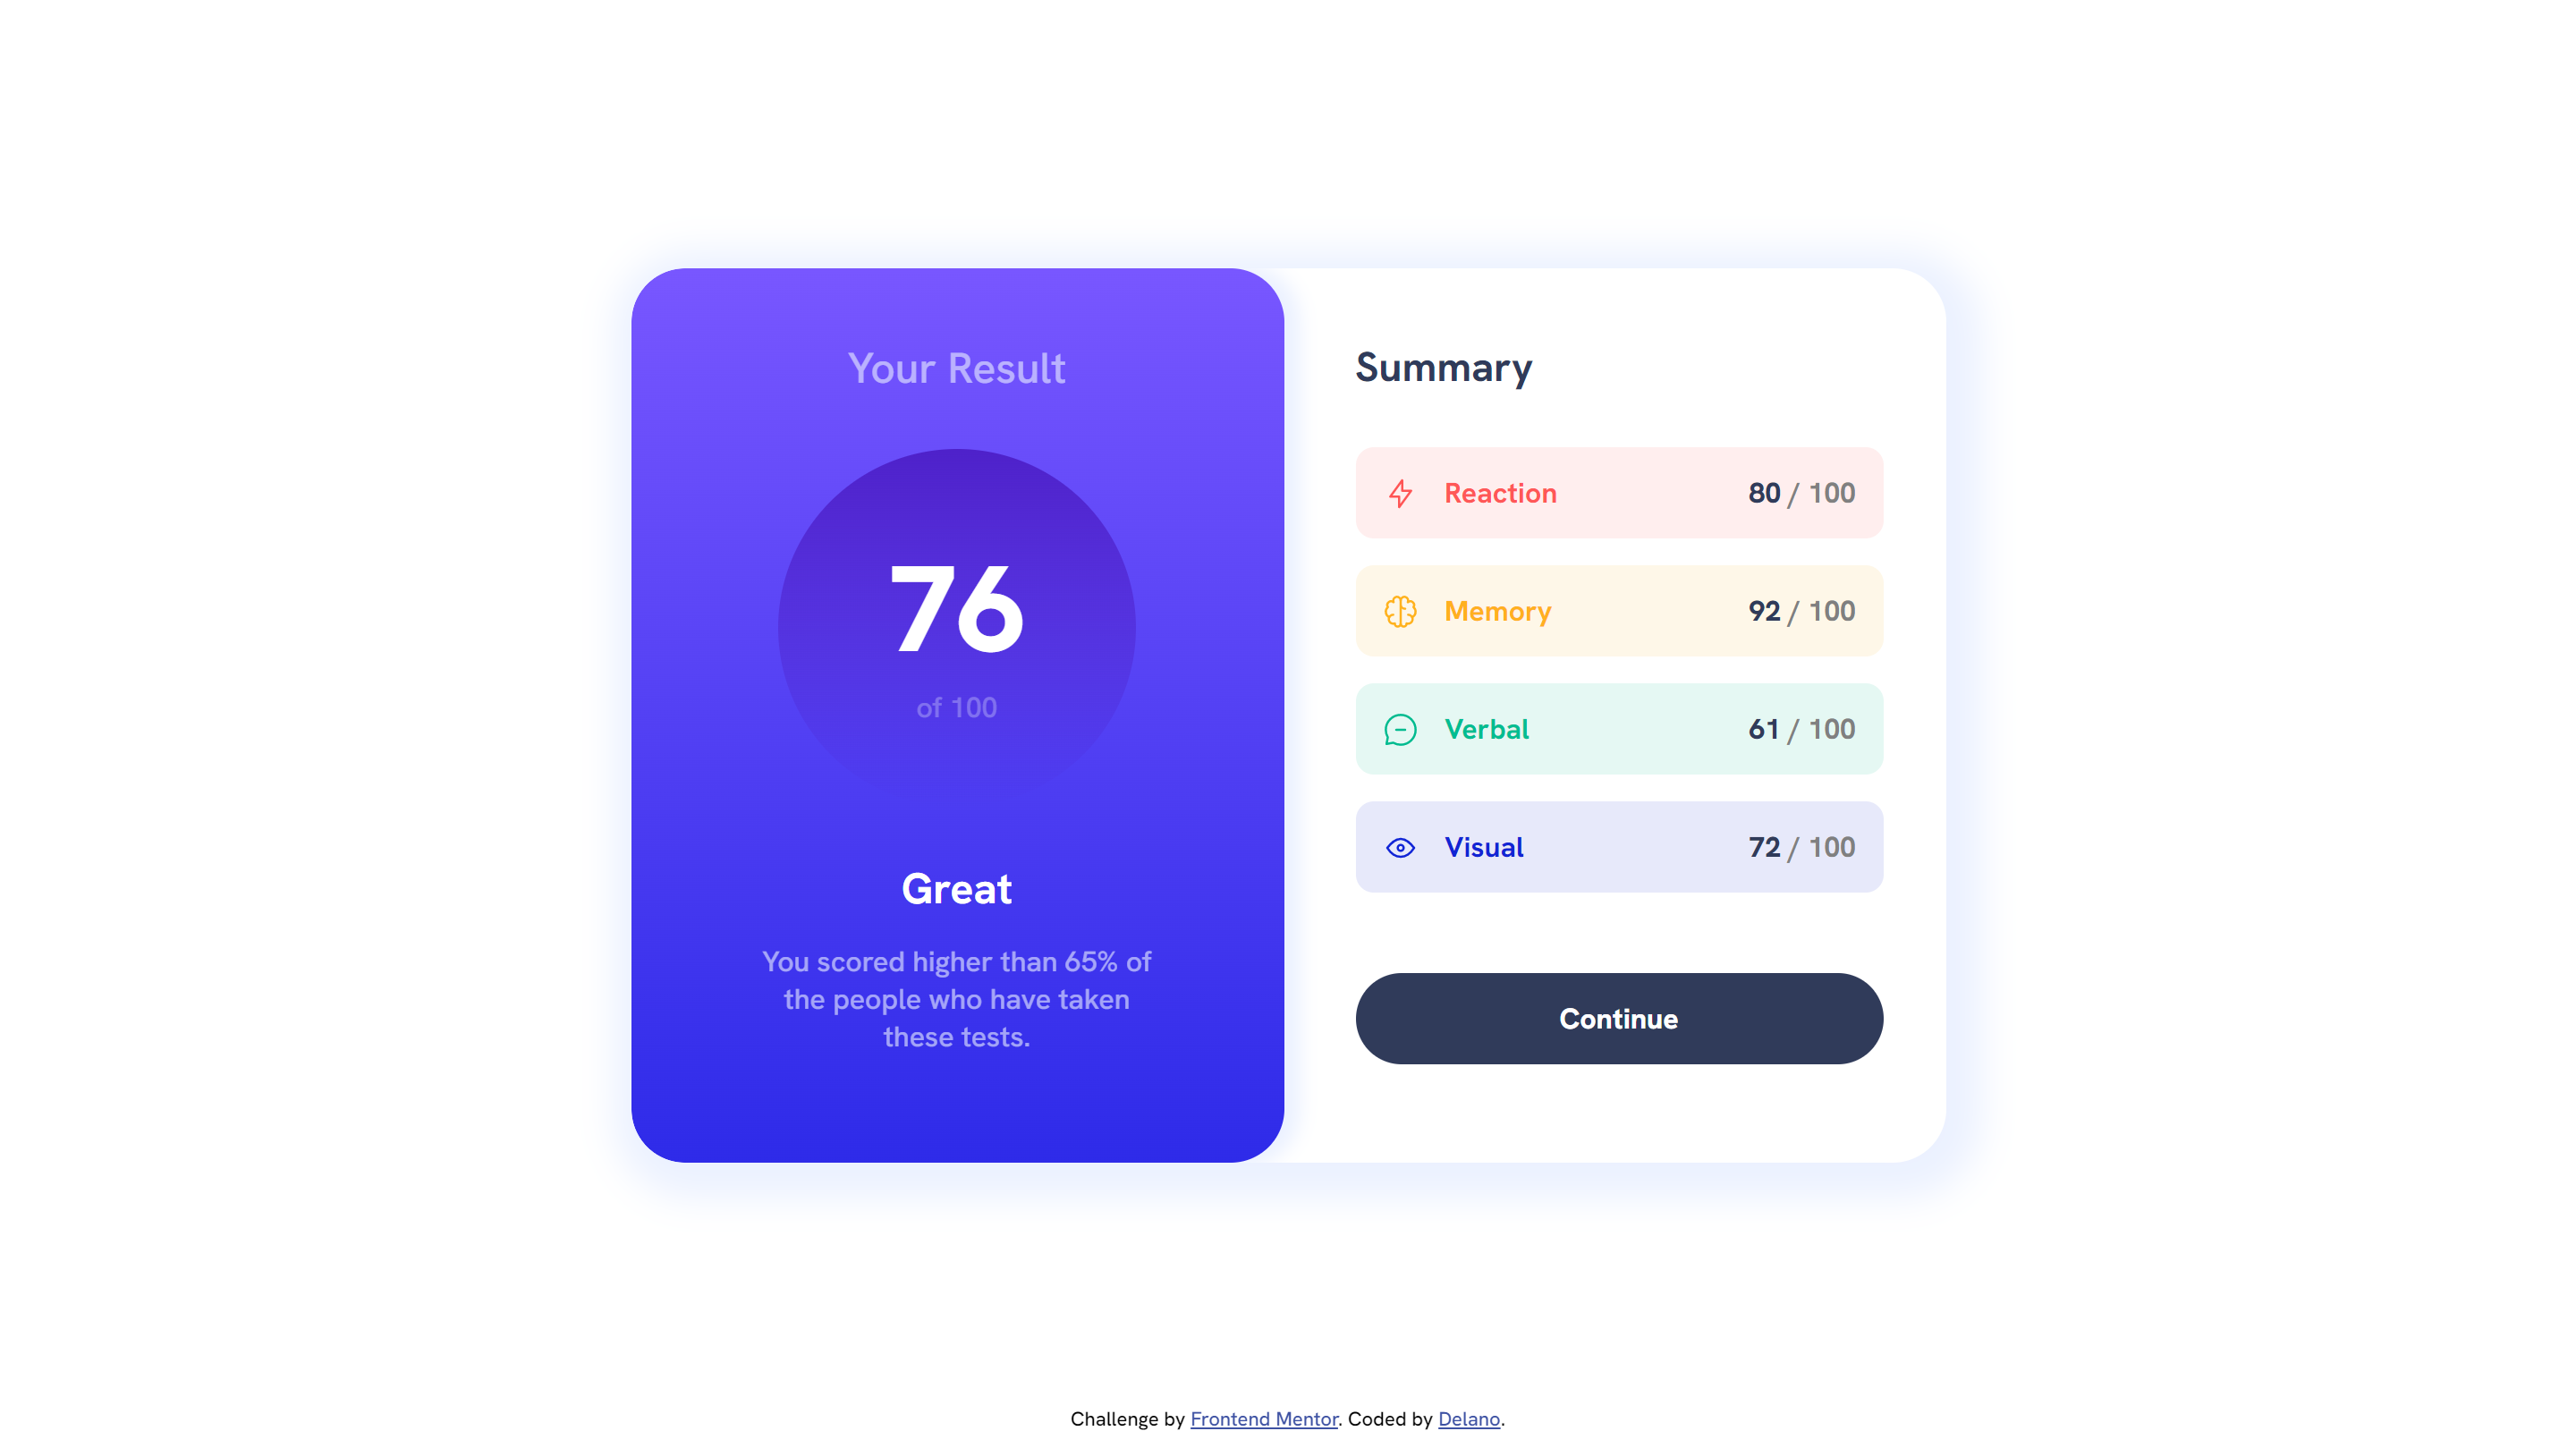 Your Result
76
of 100
Great
You scored higher than 65% of
the people who have taken
these tests.
Summary
Reaction 80 / 100
Memory 92 / 100
Verbal 61 / 100
Visual 72 / 100
Continue
Challenge by Frontend Mentor. Coded by Delano.